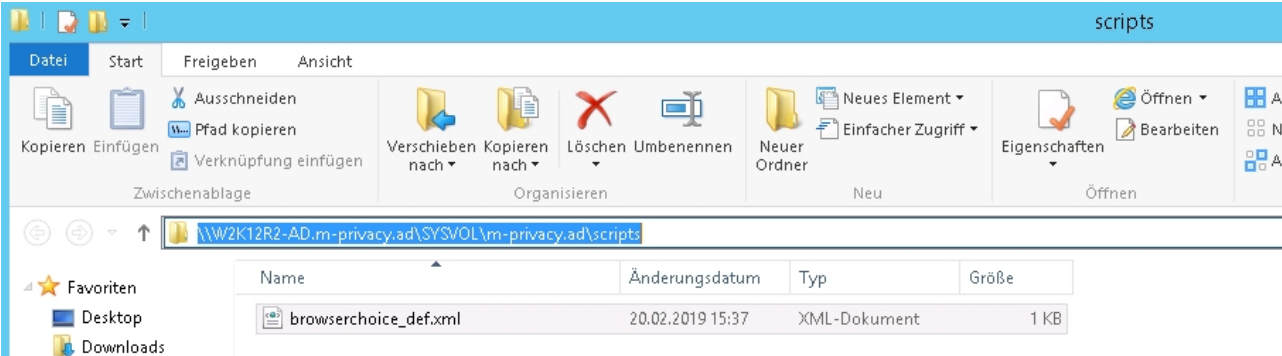 scripts
Datei Start Freigeben Ansicht
Kopieren Einfügen Ausschneiden Pfad kopieren Verknüpfung einfügen
Zwischenablage
Verschieben nach Kopieren nach Löschen Umbenennen
Organisieren
Neuer Ordner Neues Element Einfacher Zugriff
Neu
Eigenschaften Öffnen Bearbeiten
Öffnen
A
N
A
\\W2K12R2-AD.m-privacy.ad\SYSVOL\m-privacy.ad\scripts
Favoriten
Desktop
Downloads
Name Änderungsdatum Typ Größe
browserchoice_def.xml 20.02.2019 15:37 XML-Dokument 1 KB